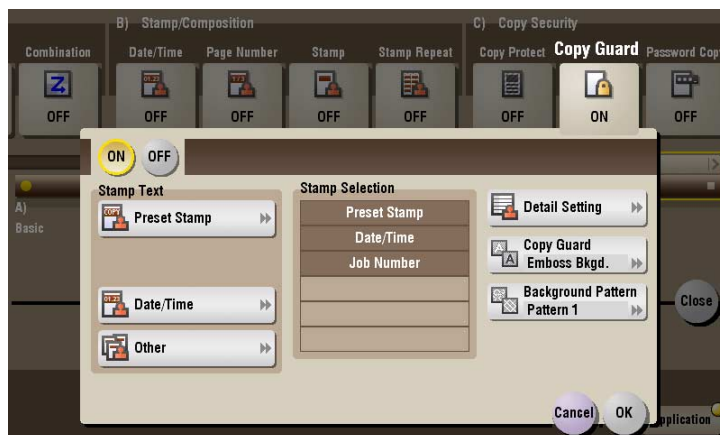 B) Stamp/Composition
C) Copy Security
Combination
Date/Time
Page Number
Stamp
Stamp Repeat
Copy Protect
Copy Guard
Password Cop
OFF
OFF
OFF
OFF
OFF
OFF
ON
OFF
ON
OFF
A)
Basic
Stamp Text
Preset Stamp
Date/Time
Other
Stamp Selection
Preset Stamp
Date/Time
Job Number
Detail Setting
Copy Guard
Emboss Bkgd.
Background Pattern
Pattern 1
Close
Cancel
OK
pplication